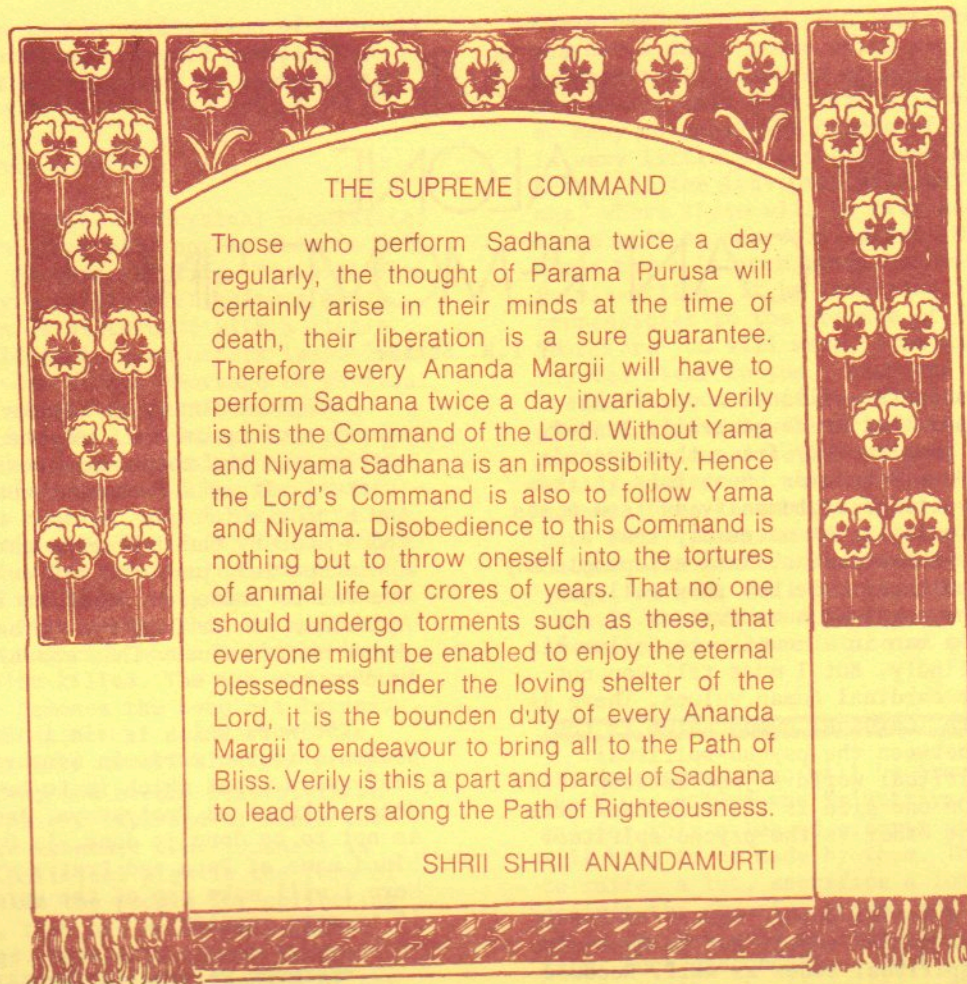 THE SUPREME COMMAND
Those who perform Sadhana twice a day
regularly, the thought of Parama Purusa will
certainly arise in their minds at the time of
death, their liberation is a sure guarantee.
Therefore every Ananda Margii will have to
perform Sadhana twice a day invariably. Verily
is this the Command of the Lord. Without Yama
and Niyama Sadhana is an impossibility. Hence
the Lord's Command is also to follow Yama
and Niyama. Disobedience to this Command is
nothing but to throw oneself into the tortures
of animal life for crores of years. That no one
should undergo torments such as these, that
everyone might be enabled to enjoy the eternal
blessedness under the loving shelter of the
Lord, it is the bounden duty of every Ananda
Margii to endeavour to bring all to the Path of
Bliss. Verily is this a part and parcel of Sadhana
to lead others along the Path of Righteousness.
SHRII SHRII ANANDAMURTI